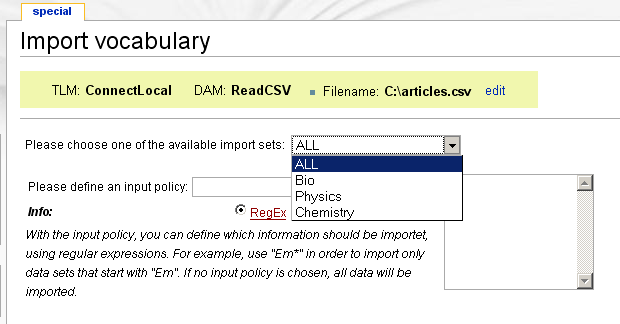 special
Import vocabulary
TLM: ConnectLocal DAM: ReadCSV Filename: C:\articles.csv edit
Please choose one of the available import sets: ALL
ALL
Bio
Physics
Chemistry
Please define an input policy:
Info: RegEx
With the input policy, you can define which information should be importet,
using regular expressions. For example, use "Em*" in order to import only
data sets that start with "Em". If no input policy is chosen, all data will be
imported.